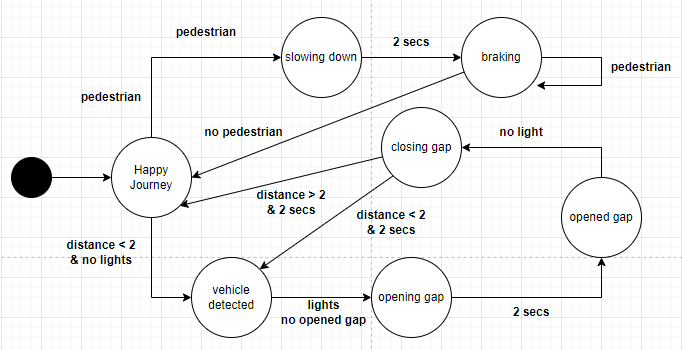 pedestrian
slowing down
2 secs
braking
pedestrian
pedestrian
no pedestrian
no light
closing gap
Happy
Journey
distance > 2
& 2 secs
distance < 2
& 2 secs
opened gap
distance < 2
& no lights
vehicle
detected
lights
no opened gap
opening gap
2 secs